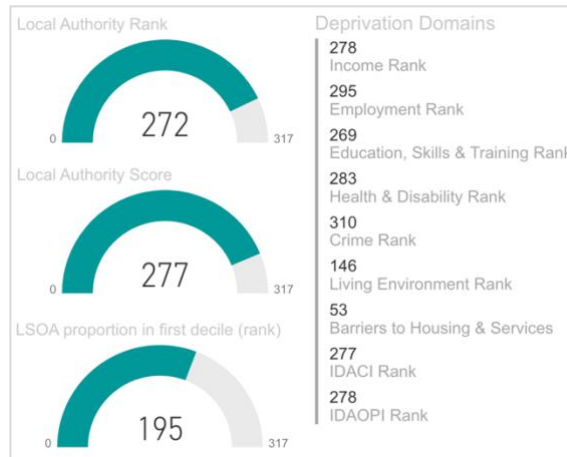 Local Authority Rank
272
0
317
Local Authority Score
277
0
317
LSOA proportion in first decile (rank)
195
0
317
Deprivation Domains
278
Income Rank
295
Employment Rank
269
Education, Skills & Training Rank
283
Health & Disability Rank
310
Crime Rank
146
Living Environment Rank
53
Barriers to Housing & Services
277
IDACI Rank
278
IDAOPI Rank